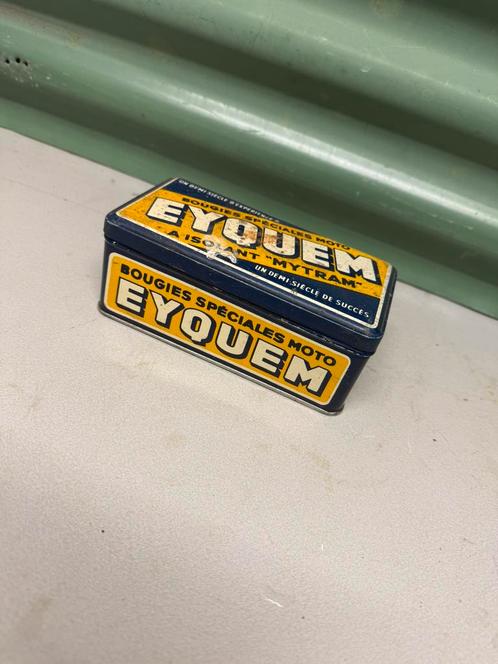 UN DEMI-SIÈCLE D'EXPÉRIENCE
BOUGIES SPÉCIALES MOTO
EYQUEM
A ISOLANT "MYTRAM"
UN DEMI-SIÈCLE DE SUCCÈS
BOUGIES SPÉCIALES MOTO
EYQUEM